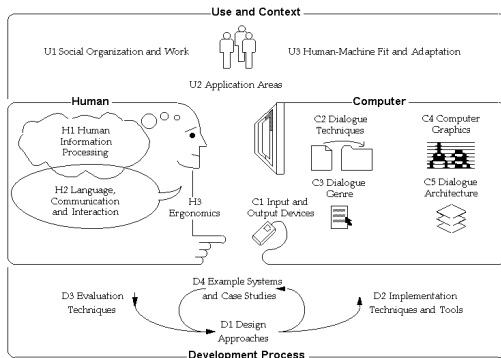 Use and Context
U1 Social Organization and Work
U3 Human-Machine Fit and Adaptation
U2 Application Areas
Human
Computer
H1 Human
Information
Processing
H2 Language,
Communication
and Interaction
H3
Ergonomics
C2 Dialogue
Techniques
C4 Computer
Graphics
C3 Dialogue
Genre
C5 Dialogue
Architecture
C1 Input and
Output Devices
D4 Example Systems
and Case Studies
D3 Evaluation
Techniques
D2 Implementation
Techniques and Tools
D1 Design
Approaches
Development Process